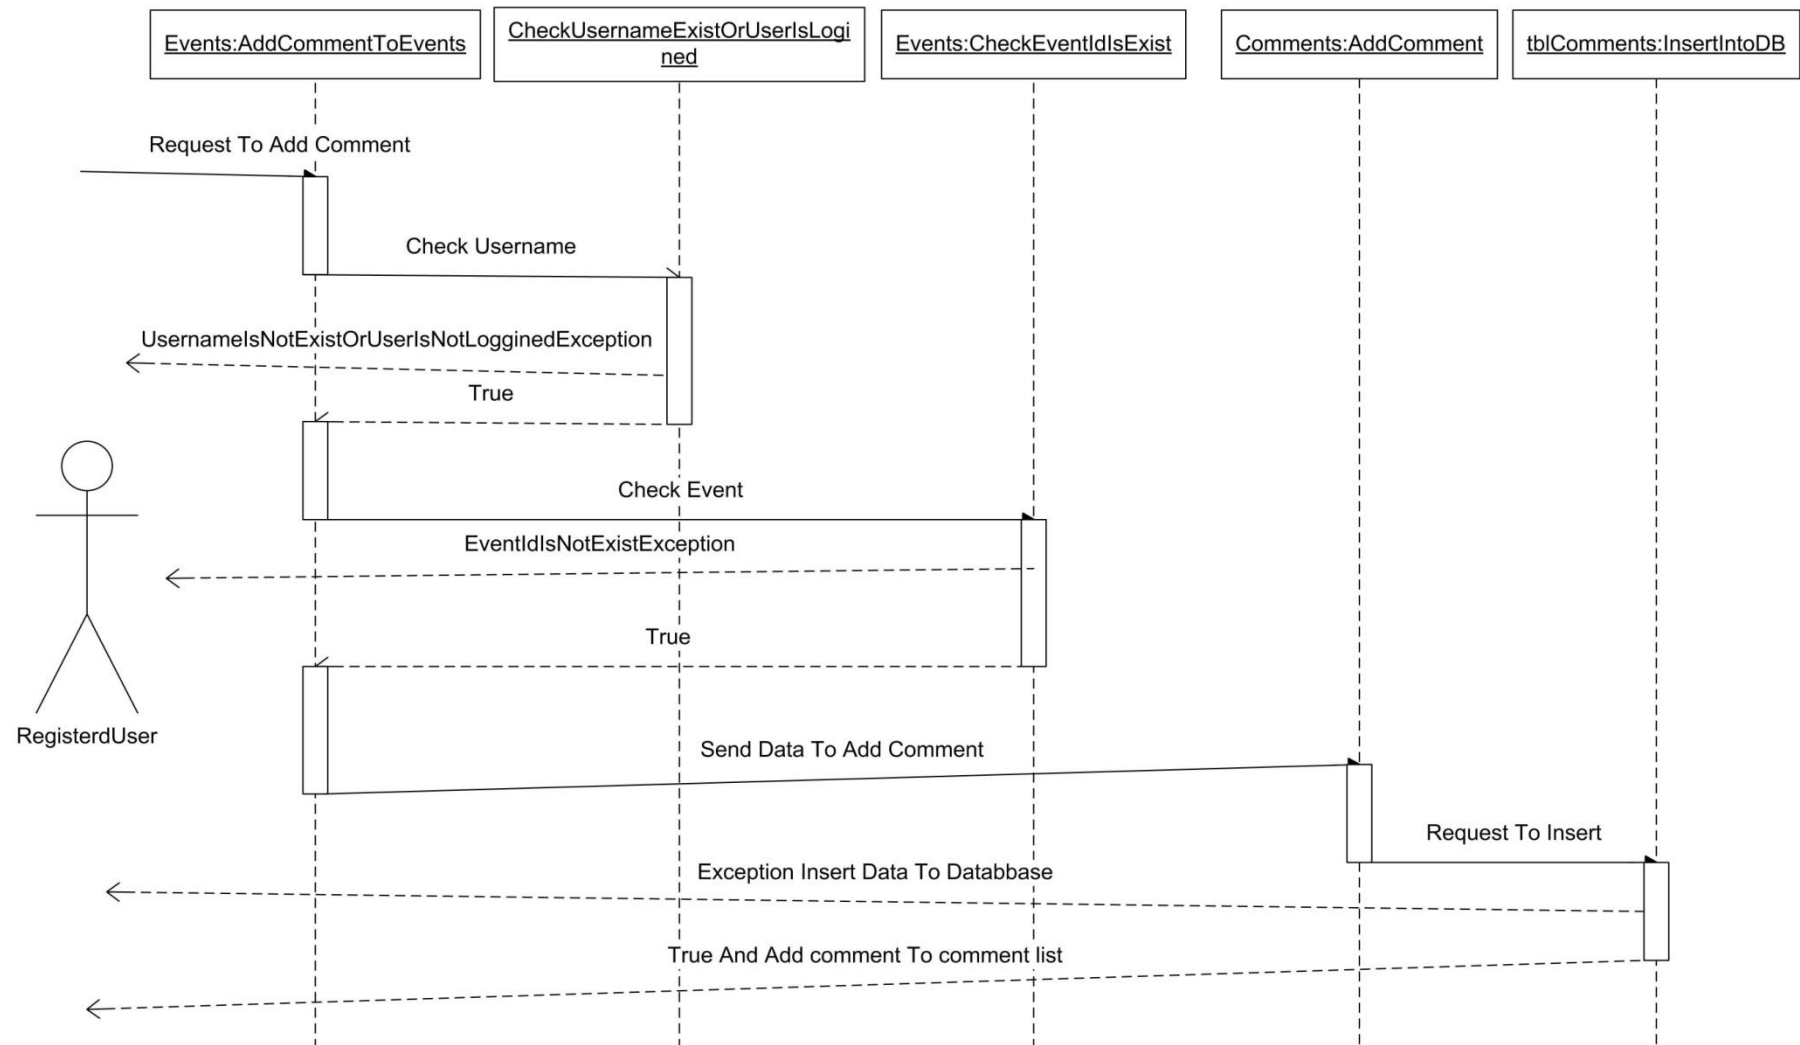 Events:AddCommentToEvents
CheckUsernameExistOrUserIsLogi
ned
Events:CheckEventIdIsExist
Comments:AddComment
tblComments:InsertIntoDB
Request To Add Comment
Check Username
UsernameIsNotExistOrUserIsNotLogginedException
True
Check Event
EventIdIsNotExistException
True
RegisterdUser
Send Data To Add Comment
Request To Insert
Exception Insert Data To Databbase
True And Add comment To comment list